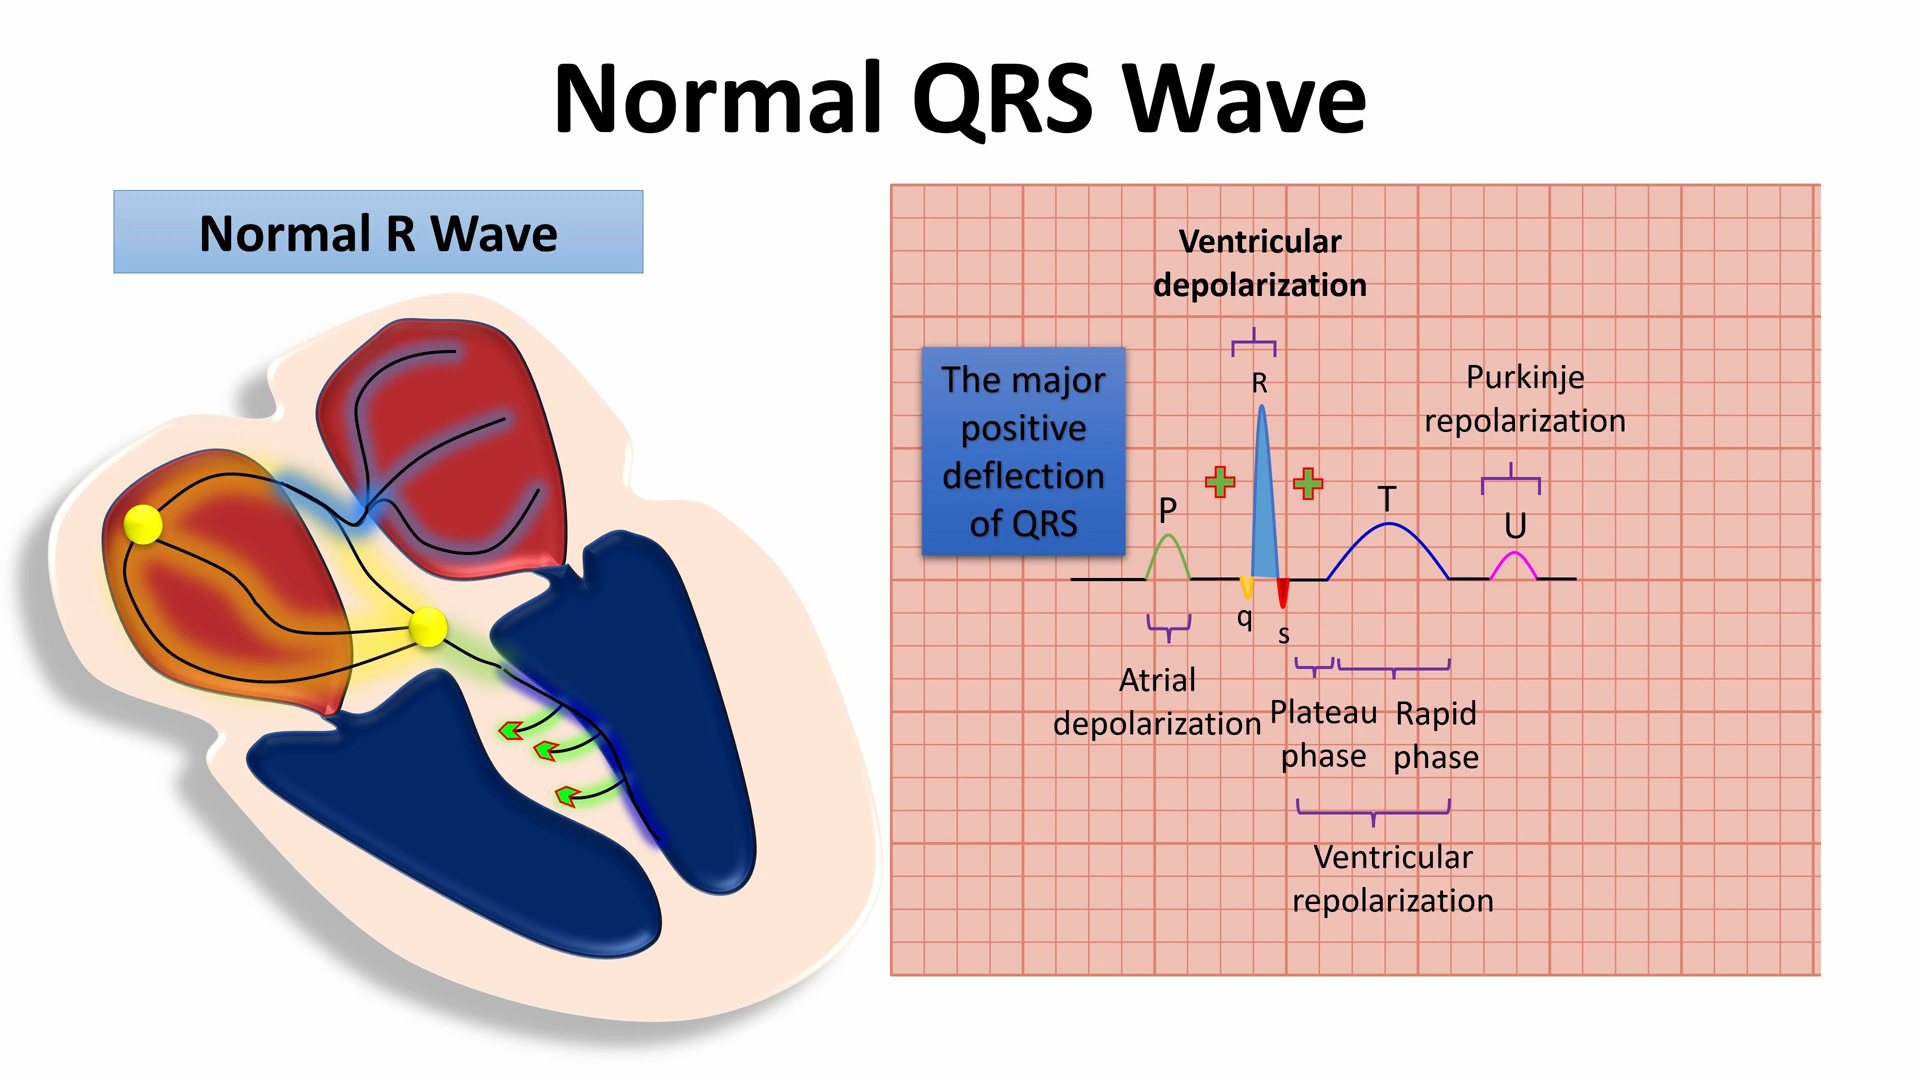 Normal QRS Wave
Normal R Wave
Ventricular
depolarization
The major
positive
deflection
of QRS
R
Purkinje
repolarization
P
T
U
q
s
Atrial
depolarization
Plateau
phase
Rapid
phase
Ventricular
repolarization